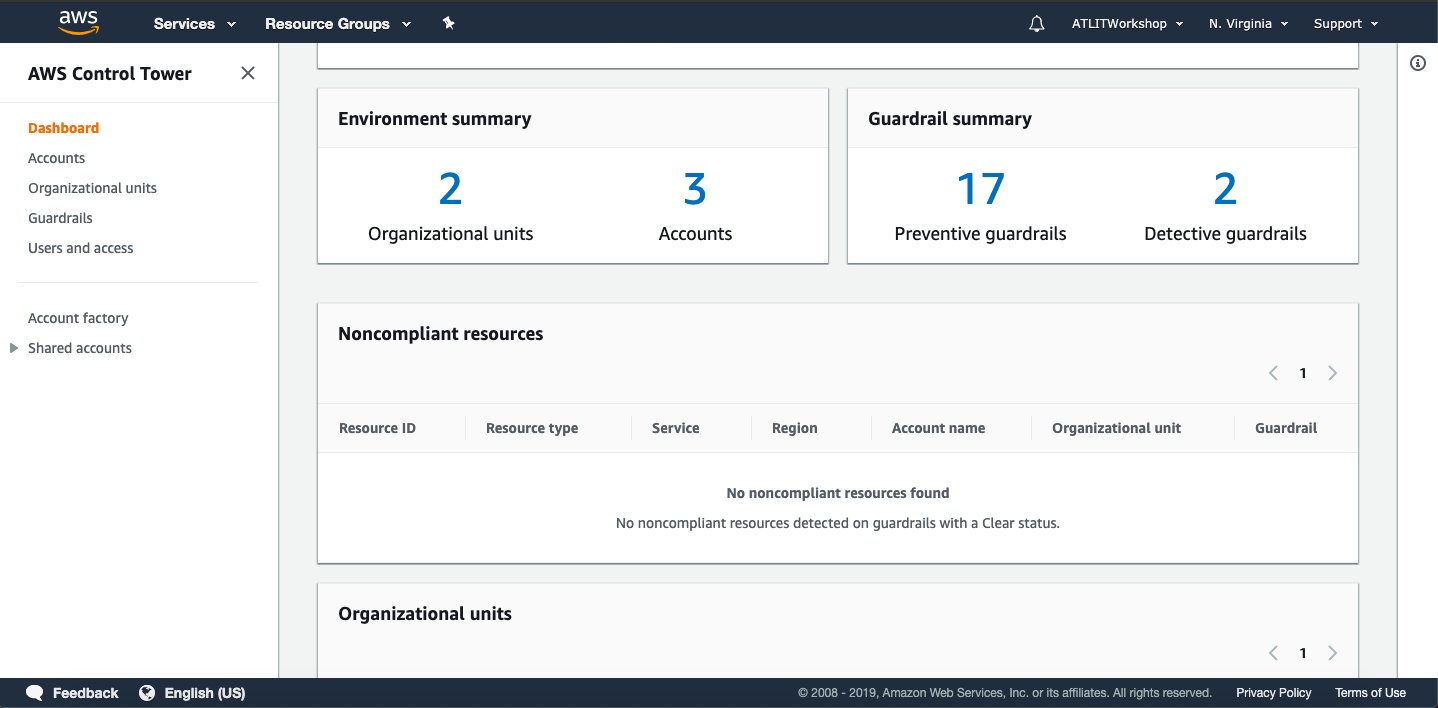 aws Services Resource Groups ATLITWorkshop N. Virginia Support
AWS Control Tower
Dashboard
Accounts
Organizational units
Guardrails
Users and access
Account factory
Shared accounts
Environment summary
2 3
Organizational units Accounts
Guardrail summary
17 2
Preventive guardrails Detective guardrails
Noncompliant resources
1
Resource ID Resource type Service Region Account name Organizational unit Guardrail
No noncompliant resources found
No noncompliant resources detected on guardrails with a Clear status.
Organizational units
1
Feedback English (US) © 2008 - 2019, Amazon Web Services, Inc. or its affiliates. All rights reserved. Privacy Policy Terms of Use